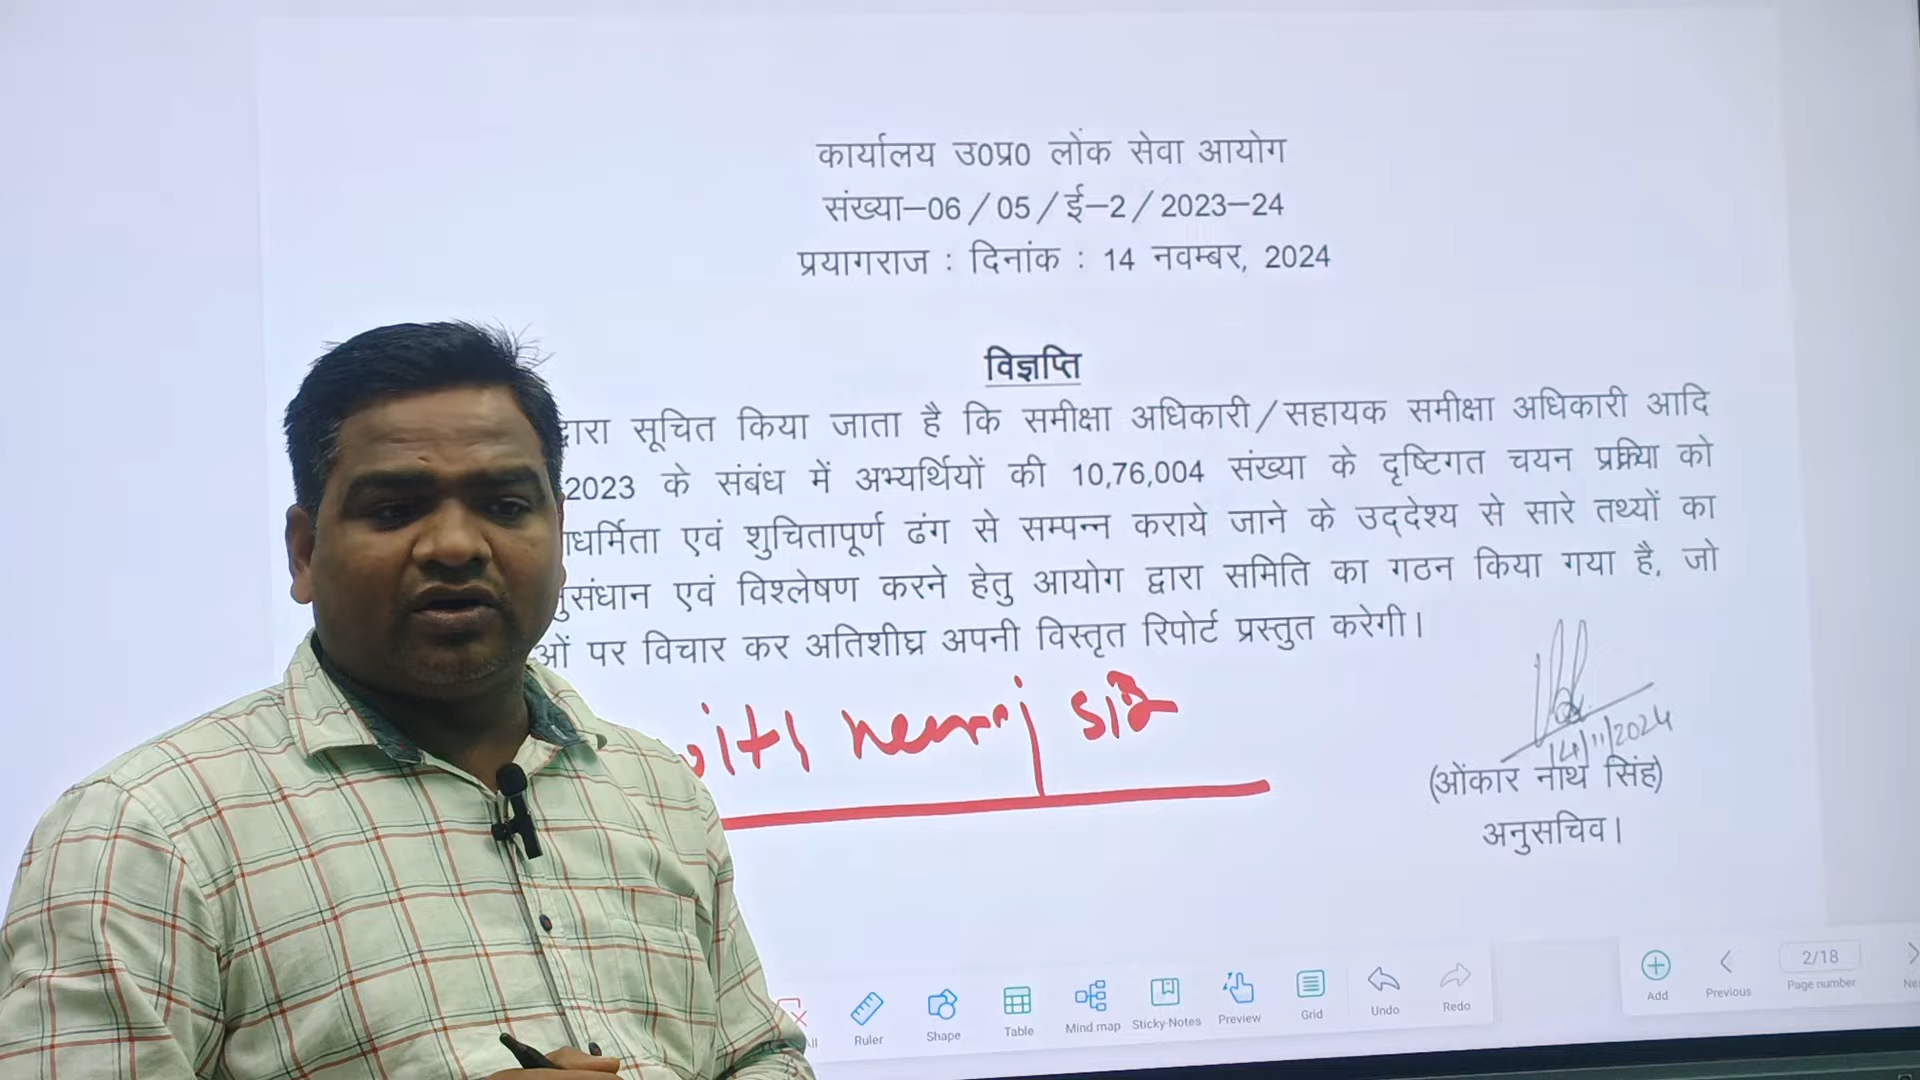 कार्यालय उ0प्र0 लोक सेवा आयोग
संख्या–06/05/ई–2/2023–24
प्रयागराज : दिनांक : 14 नवम्बर, 2024
विज्ञप्ति
द्वारा सूचित किया जाता है कि समीक्षा अधिकारी/सहायक समीक्षा अधिकारी आदि
2023 के संबंध में अभ्यर्थियों की 10,76,004 संख्या के दृष्टिगत चयन प्रक्रिया को
एवं शुचितापूर्ण ढंग से सम्पन्न कराये जाने के उद्देश्य से सारे तथ्यों का
एवं विश्लेषण करने हेतु आयोग द्वारा समिति का गठन किया गया है, जो
पर विचार कर अतिशीघ्र अपनी विस्तृत रिपोर्ट प्रस्तुत करेगी।
neeraj sir
14/11/2024
(ओंकार नाथ सिंह)
अनुसचिव।
Ruler
Shape
Table
Mind map
Sticky-Notes
Preview
Grid
Undo
Redo
Add
Previous
2/18
Page number